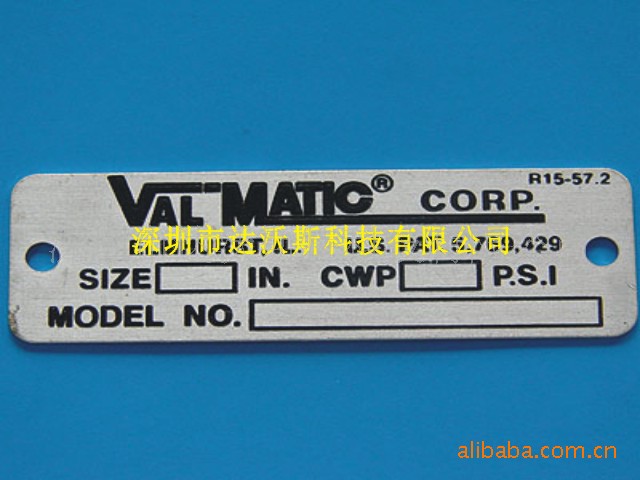 R15-57.2
VAL MATIC® CORP.
深圳市达沃斯科技有限公司
,429
SIZE IN. CWP P.S.I
MODEL NO.
alibaba.com.cn